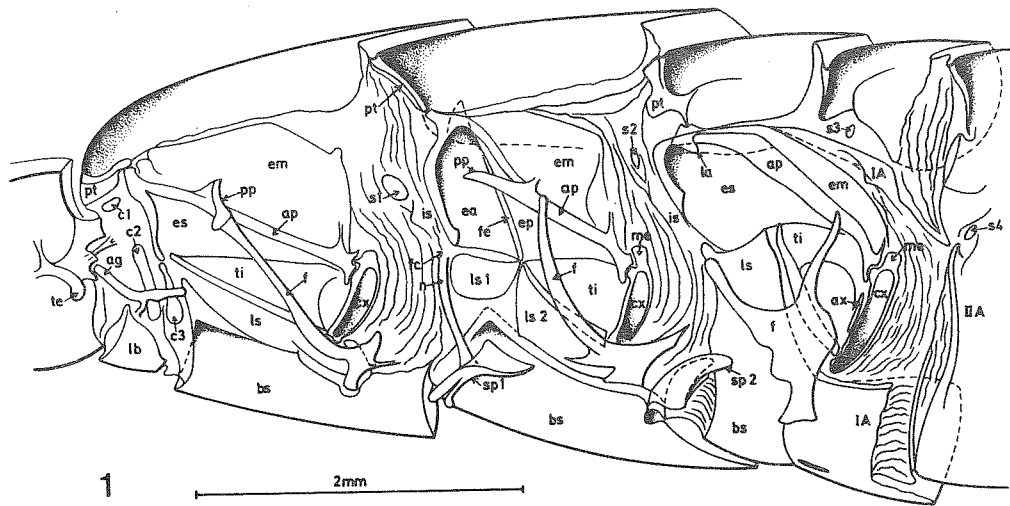 pt
c1
c2
ag
te
lb
c3
es
em
pp
ap
ti
f
ls
cx
bs
pt
s1
is
fc
n
sp1
ea
pp
fe
ls 1
em
ap
ep
f
ls 2
ti
me
cx
bs
s2
pt
is
sp 2
bs
la
es
ap
em
s3
IA
ls
ti
f
ax
cx
me
IA
s4
IIA
1
2mm